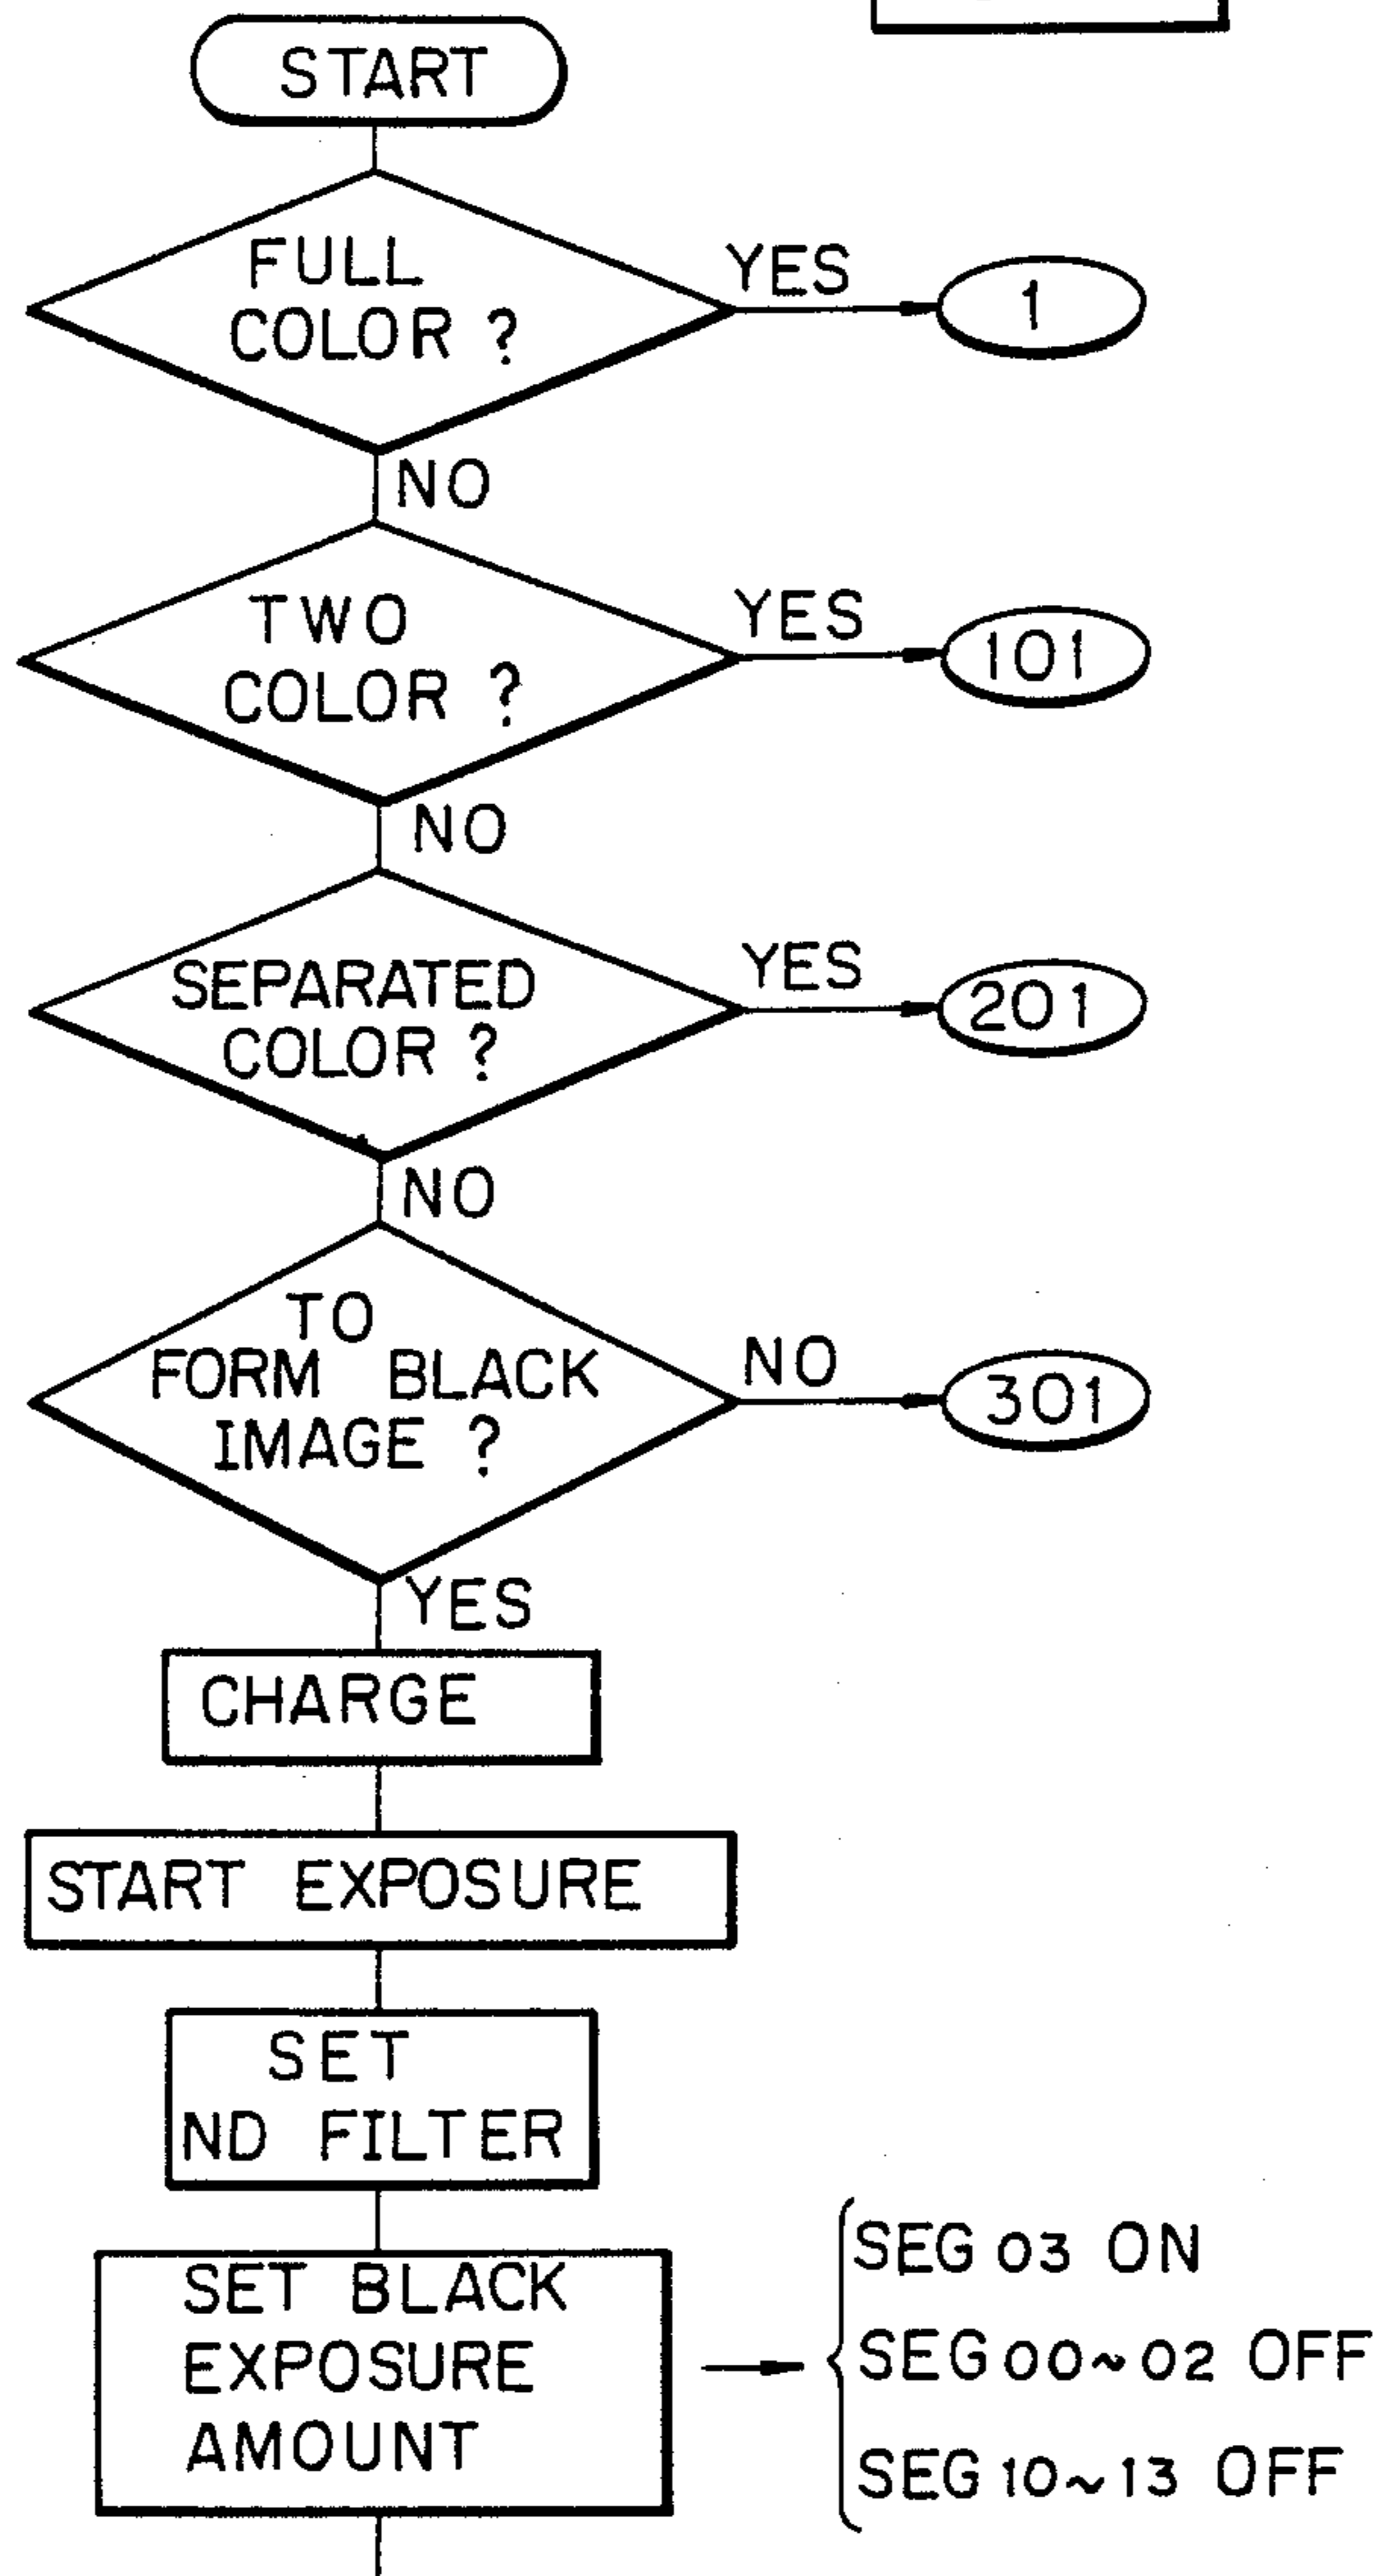 START
FULL
COLOR ?
YES
1
NO
TWO
COLOR ?
YES
101
NO
SEPARATED
COLOR ?
YES
201
NO
TO
FORM BLACK
IMAGE ?
NO
301
YES
CHARGE
START EXPOSURE
SET
ND FILTER
SET BLACK
EXPOSURE
AMOUNT
SEG 03 ON
SEG 00~02 OFF
SEG 10~13 OFF